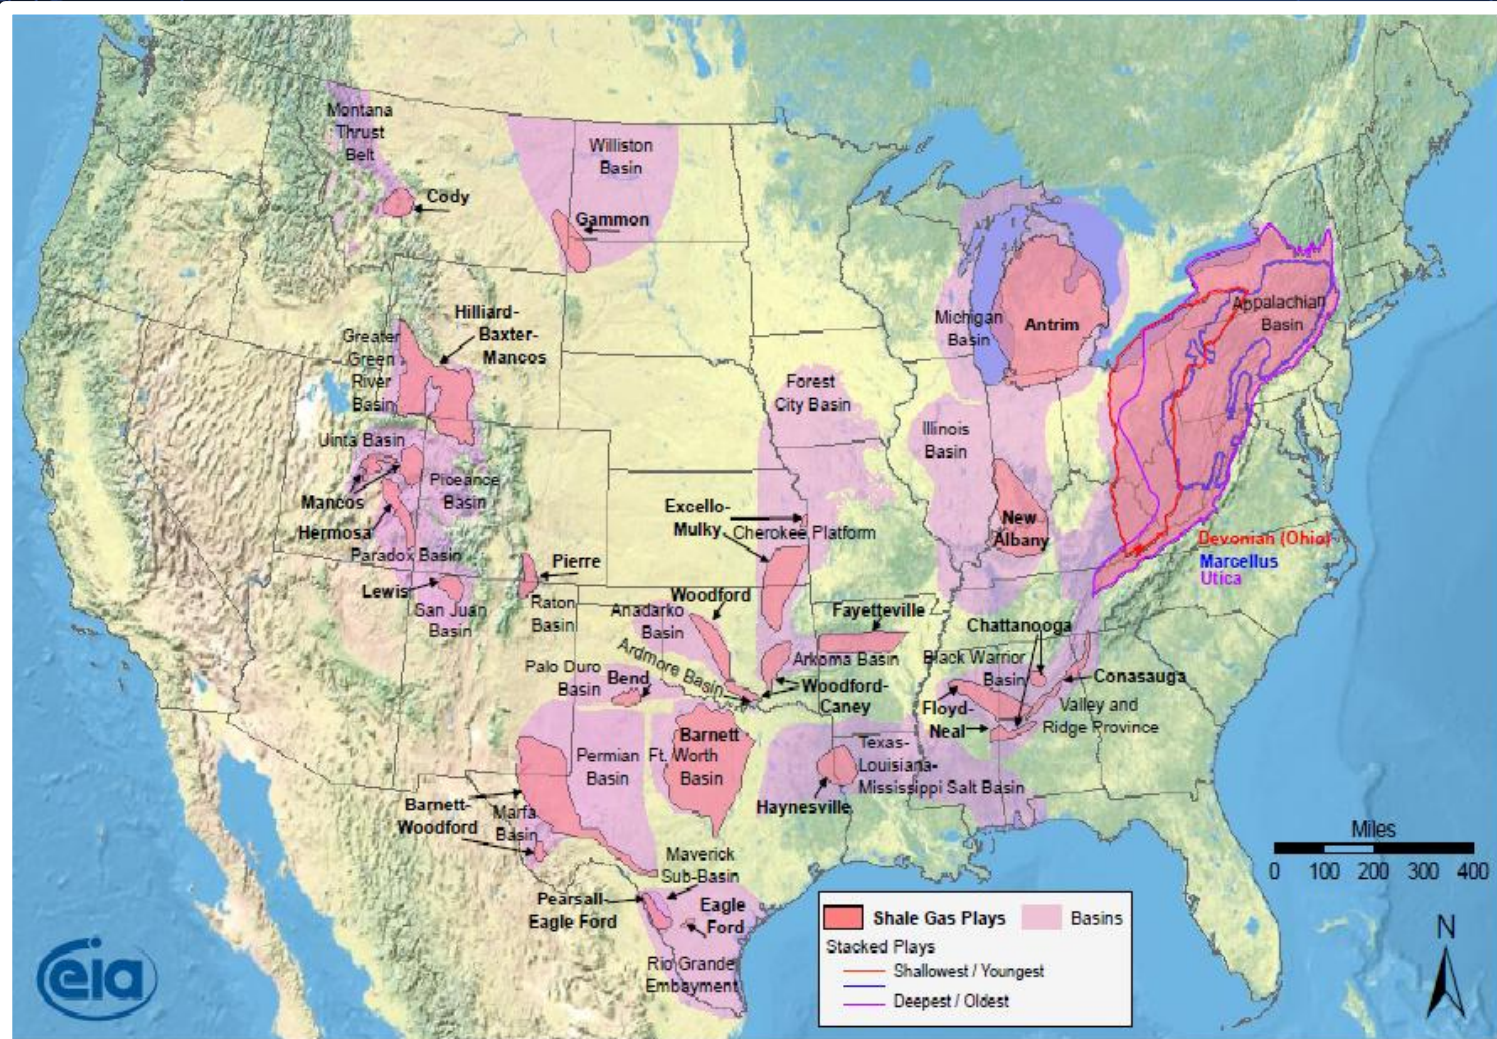 Montana
Thrust
Belt
Cody
Williston
Basin
Gammon
Hilliard-
Baxter-
Mancos
Greater
Green
River
Basin
Michigan
Basin
Antrim
Appalachian
Basin
Forest
City Basin
Illinois
Basin
Uinta Basin
Piceance
Basin
Mancos
Hermosa
Paradox Basin
Excello-
Mulky
Cherokee Platform
New
Albany
Devonian (Ohio)
Marcellus
Utica
Lewis
San Juan
Basin
Pierre
Raton
Basin
Anadarko
Basin
Woodford
Fayetteville
Chattanooga
Arkoma Basin
Ardmore Basin
Palo Duro
Basin
Bend
Woodford-
Caney
Black Warrior
Basin
Conasauga
Floyd-
Neal
Valley and
Ridge Province
Permian
Basin
Barnett
Ft. Worth
Basin
Texas-
Louisiana-
Mississippi Salt Basin
Haynesville
Barnett-
Woodford
Marfa
Basin
Maverick
Sub-Basin
Pearsall-
Eagle Ford
Eagle
Ford
Rio Grande
Embayment
Miles
0 100 200 300 400
N
Shale Gas Plays
Basins
Stacked Plays
Shallowest / Youngest
Deepest / Oldest
eia